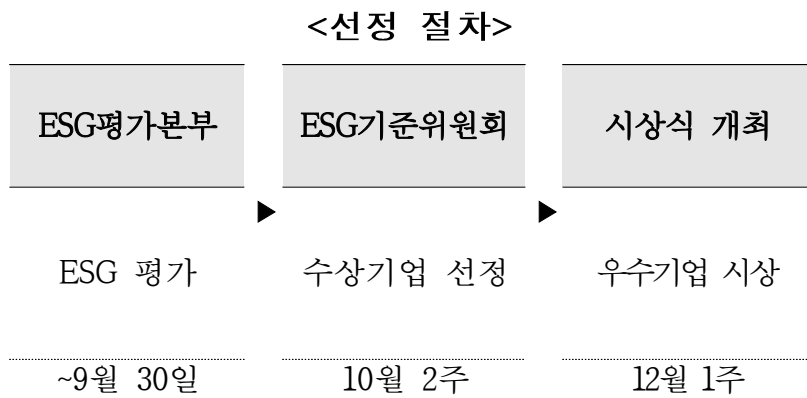 <선정 절차>
ESG평가본부 ESG기준위원회 시상식 개최
▶ ▶
ESG 평가 수상기업 선정 우수기업 시상
~9월 30일 10월 2주 12월 1주